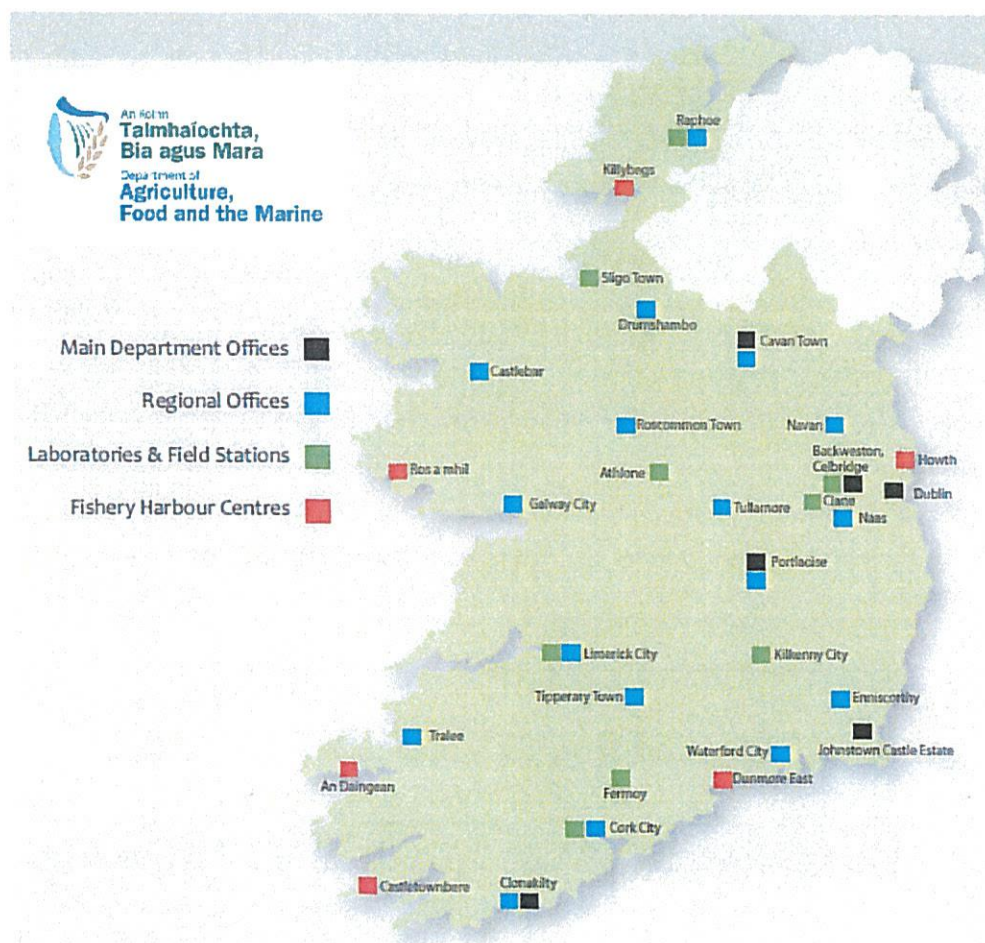 An Roinn
Talmhaíochta,
Bia agus Mara
Department of
Agriculture,
Food and the Marine
Main Department Offices
Regional Offices
Laboratories & Field Stations
Fishery Harbour Centres
Raphoe
Killybegs
Sligo Town
Drumshambo
Cavan Town
Castlebar
Roscommon Town
Navan
Backweston,
Celbridge
Howth
Ros a mhil
Athlone
Dublin
Galway City
Tullamore
Clane
Naas
Portlaoise
Limerick City
Kilkenny City
Tipperary Town
Enniscorthy
Tralee
Waterford City
Johnstown Castle Estate
An Daingean
Fermoy
Dunmore East
Cork City
Castletownbere
Clonakilty